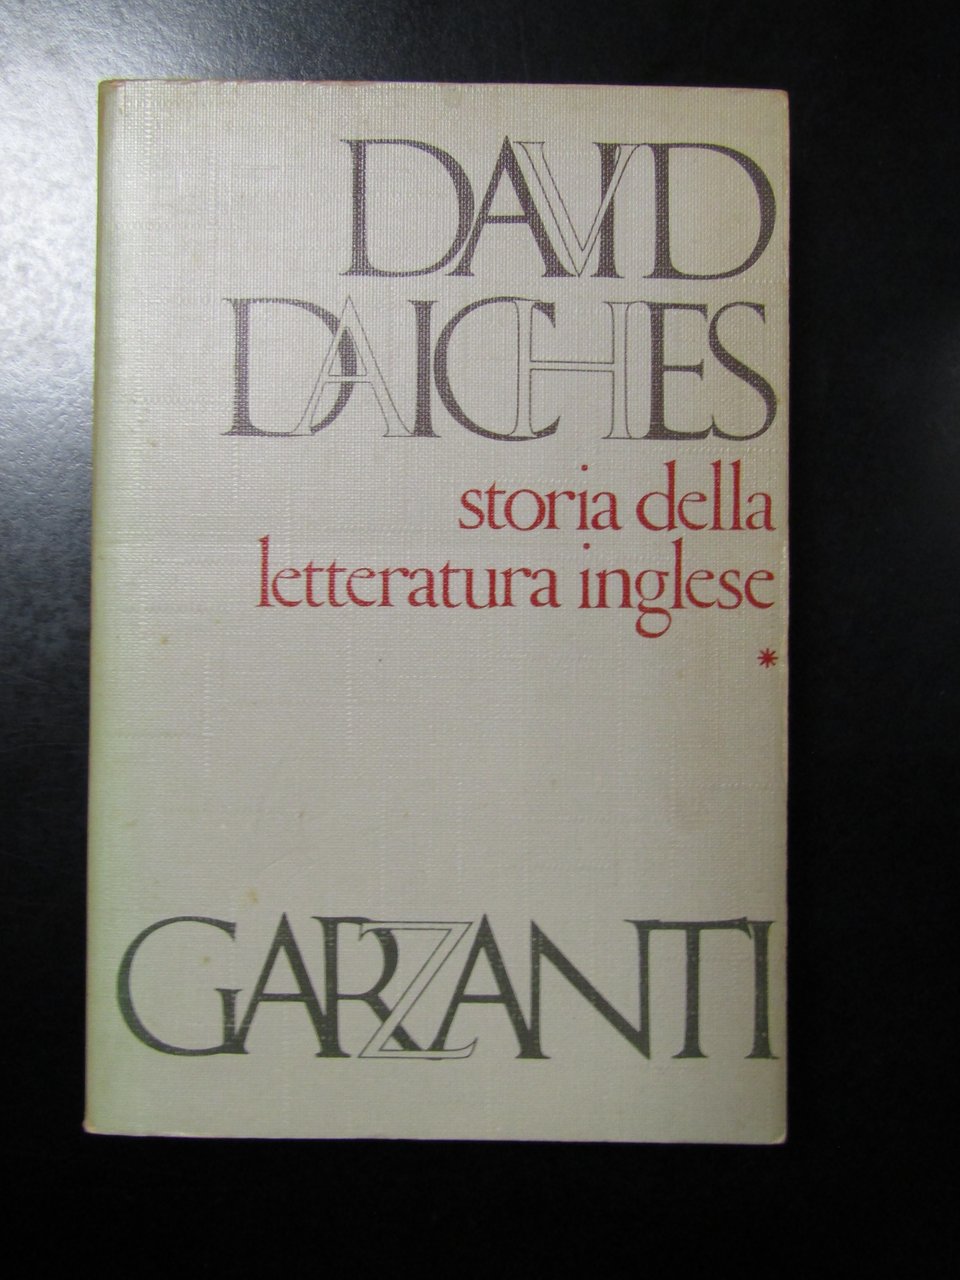 DAVID
DAICHES
storia della
letteratura inglese
*
GARZANTI